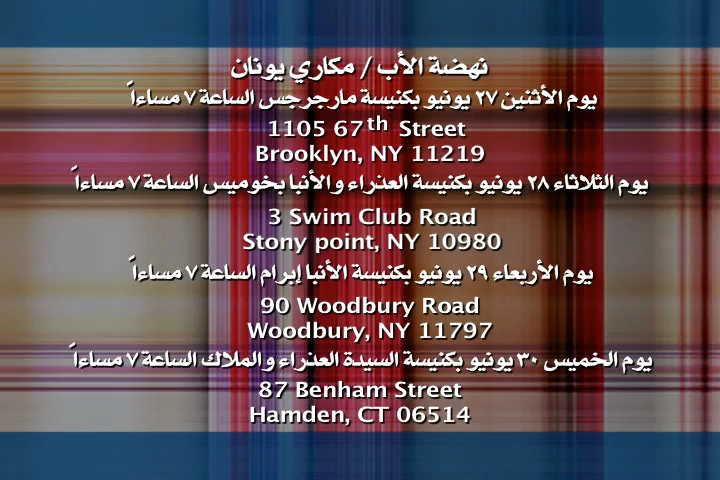 نهضة الأب / مكاري يونان
يوم الأثنين ٢٧ يونيو بكنيسة مارجرجس الساعة ٧ مساءاً
1105 67th Street
Brooklyn, NY 11219
يوم الثلاثاء ٢٨ يونيو بكنيسة العذراء والأنبا بخوميس الساعة ٧ مساءاً
3 Swim Club Road
Stony point, NY 10980
يوم الأربعاء ٢٩ يونيو بكنيسة الأنبا إبرام الساعة ٧ مساءاً
90 Woodbury Road
Woodbury, NY 11797
يوم الخميس ٣٠ يونيو بكنيسة السيدة العذراء والملاك الساعة ٧ مساءاً
87 Benham Street
Hamden, CT 06514